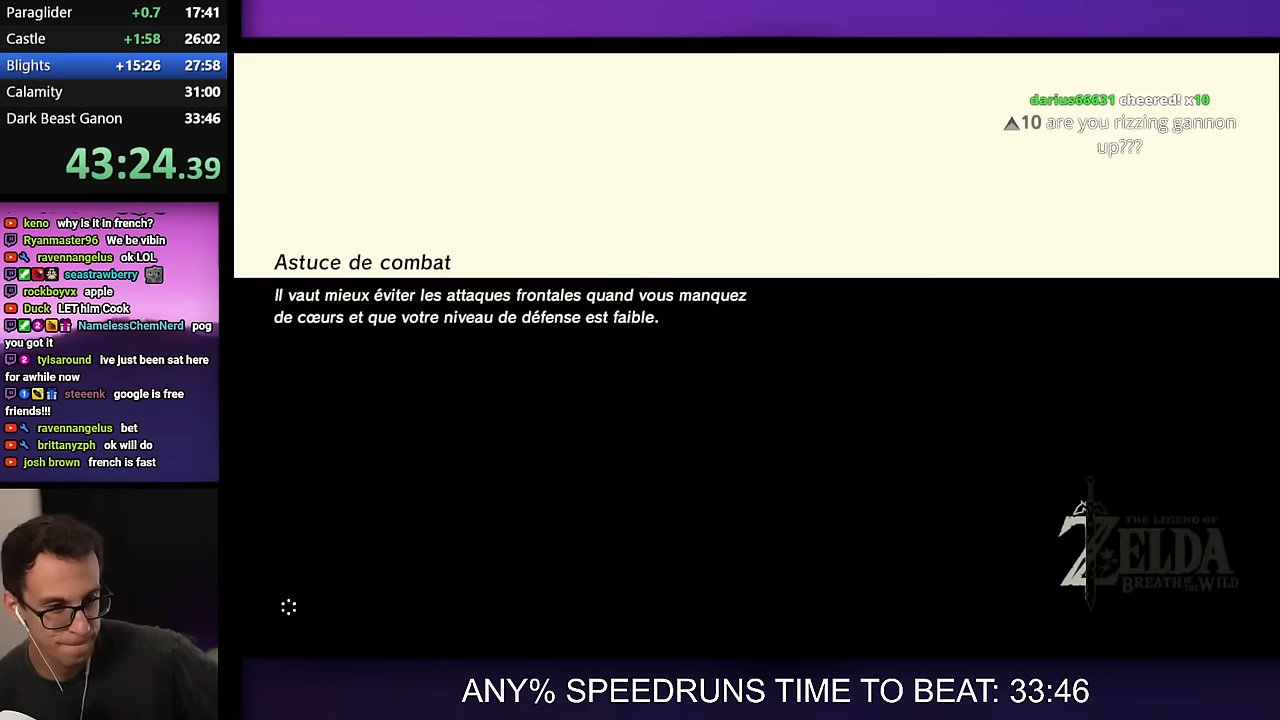 Paraglider +0.7 17:41
Castle +1:58 26:02
Blights +15:26 27:58
Calamity 31:00
Dark Beast Ganon 33:46
43:24.39
keno why is it in french?
Ryanmaster96 We be vibin
ravennangelus ok LOL
seastrawberry
rockboyvx apple
Duck LET him Cook
2 NamelessChemNerd pog
you got it
2 tylsaround ive just been sat here
for awhile now
1 steeenk google is free
friends!!!
ravennangelus bet
brittanyzph ok will do
josh brown french is fast
darius66631 cheered! x10
10 are you rizzing gannon
up???
Astuce de combat
Il vaut mieux éviter les attaques frontales quand vous manquez
de cœurs et que votre niveau de défense est faible.
THE LEGEND OF
ZELDA
BREATH OF THE WILD
ANY% SPEEDRUNS TIME TO BEAT: 33:46